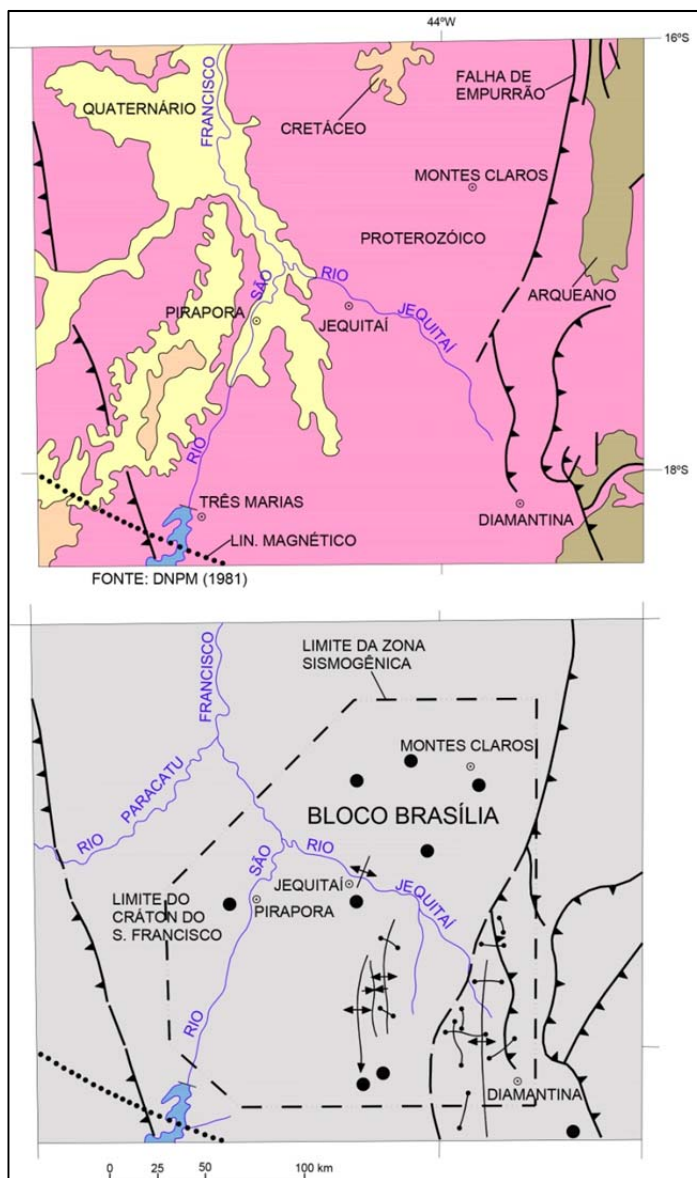 44ºW
16ºS
FALHA DE
EMPURRÃO
QUATERNÁRIO
FRANCISCO
CRETÁCEO
MONTES CLAROS
PROTEROZÓICO
RIO
SÃO
ARQUEANO
PIRAPORA
JEQUITAÍ
JEQUITAÍ
RIO
18ºS
TRÊS MARIAS
DIAMANTINA
LIN. MAGNÉTICO
FONTE: DNPM (1981)
LIMITE DA ZONA
SISMOGÊNICA
FRANCISCO
MONTES CLAROS
PARACATU
BLOCO BRASÍLIA
RIO
SÃO
RIO
JEQUITAÍ
JEQUITAÍ
LIMITE DO
CRÁTON DO
S. FRANCISCO
PIRAPORA
RIO
DIAMANTINA
0 25 50 100 km